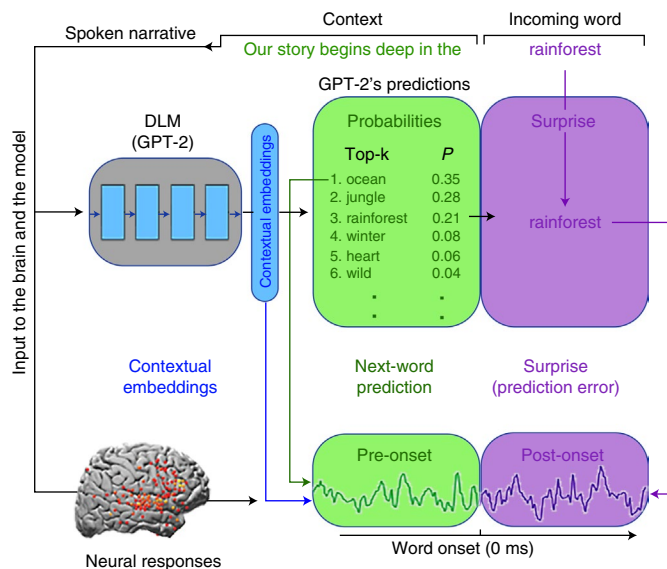 Context
Incoming word
Spoken narrative
Our story begins deep in the
rainforest
GPT-2's predictions
DLM
(GPT-2)
Probabilities
Surprise
Top-k P
1. ocean 0.35
2. jungle 0.28
3. rainforest 0.21
rainforest
4. winter 0.08
5. heart 0.06
6. wild 0.04
Contextual embeddings
Input to the brain and the model
Contextual
embeddings
Next-word
prediction
Surprise
(prediction error)
Pre-onset
Post-onset
Word onset (0 ms)
Neural responses